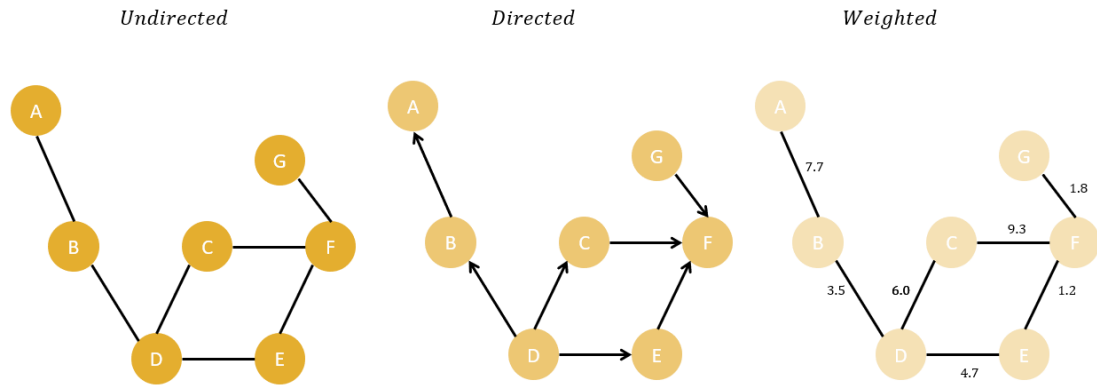 Undirected
A
B
C
D
E
F
G
Directed
A
B
C
D
E
F
G
Weighted
A
7.7
B
3.5
6.0
C
9.3
G
1.8
F
1.2
D
4.7
E